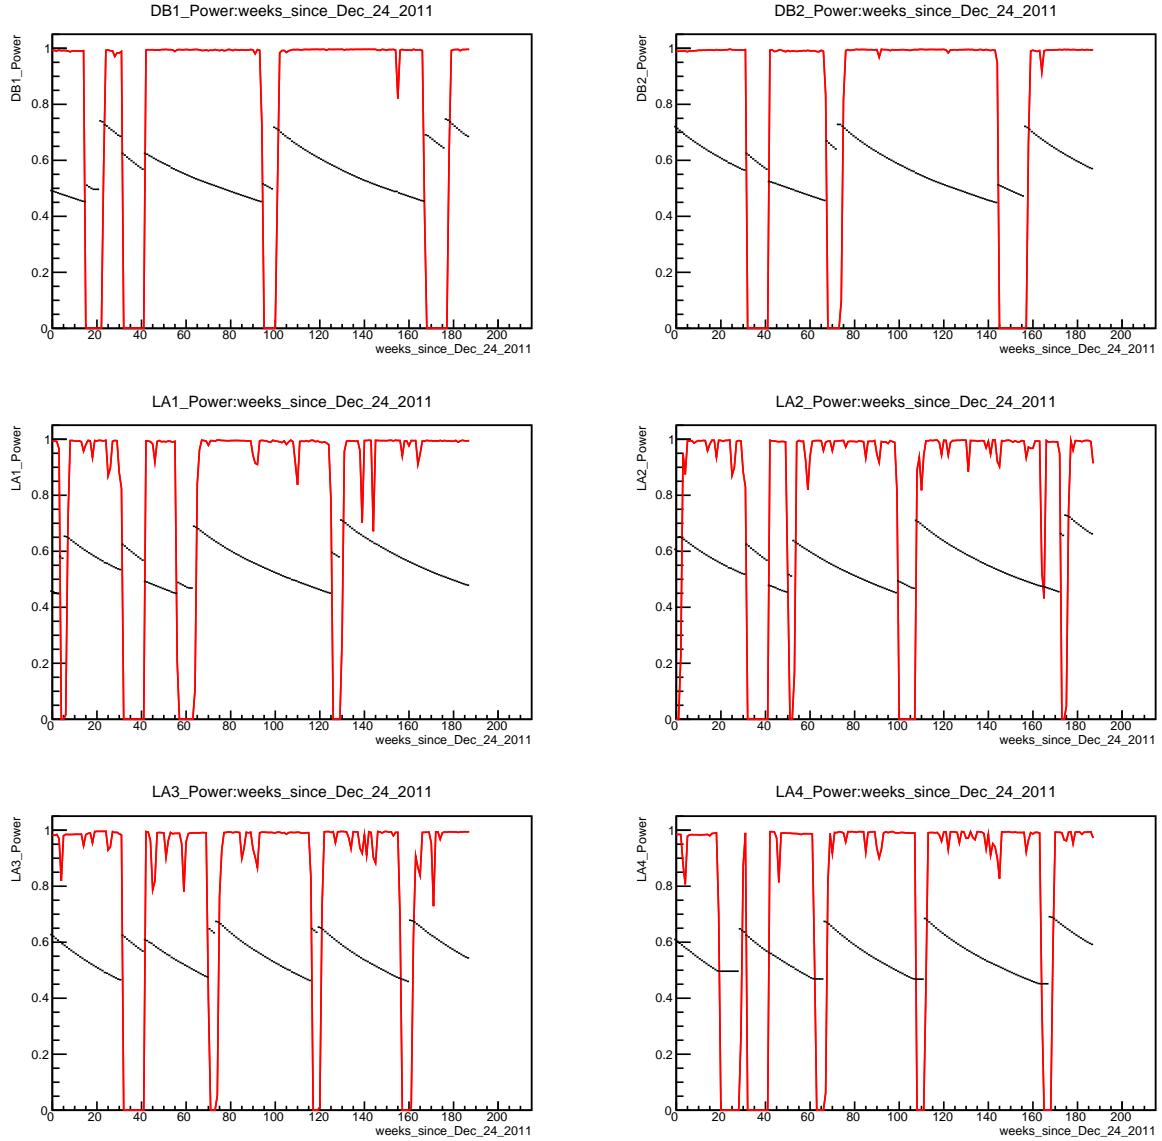 DB1_Power:weeks_since_Dec_24_2011
DB1_Power
1
0.8
0.6
0.4
0.2
0
0 20 40 60 80 100 120 140 160 180 200
weeks_since_Dec_24_2011
DB2_Power:weeks_since_Dec_24_2011
DB2_Power
1
0.8
0.6
0.4
0.2
0
0 20 40 60 80 100 120 140 160 180 200
weeks_since_Dec_24_2011
LA1_Power:weeks_since_Dec_24_2011
LA1_Power
1
0.8
0.6
0.4
0.2
0
0 20 40 60 80 100 120 140 160 180 200
weeks_since_Dec_24_2011
LA2_Power:weeks_since_Dec_24_2011
LA2_Power
1
0.8
0.6
0.4
0.2
0
0 20 40 60 80 100 120 140 160 180 200
weeks_since_Dec_24_2011
LA3_Power:weeks_since_Dec_24_2011
LA3_Power
1
0.8
0.6
0.4
0.2
0
0 20 40 60 80 100 120 140 160 180 200
weeks_since_Dec_24_2011
LA4_Power:weeks_since_Dec_24_2011
LA4_Power
1
0.8
0.6
0.4
0.2
0
0 20 40 60 80 100 120 140 160 180 200
weeks_since_Dec_24_2011